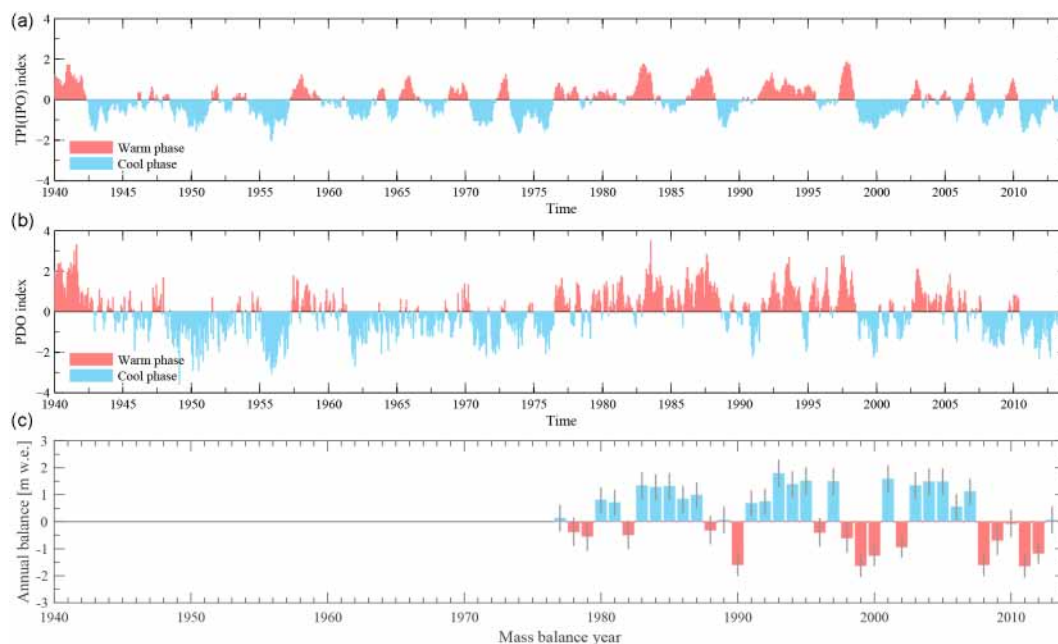 (a)
4
2
0
-2
-4
TPI(IPO) index
Warm phase
Cool phase
1940 1945 1950 1955 1960 1965 1970 1975 1980 1985 1990 1995 2000 2005 2010
Time
(b)
4
2
0
-2
-4
PDO index
Warm phase
Cool phase
1940 1945 1950 1955 1960 1965 1970 1975 1980 1985 1990 1995 2000 2005 2010
Time
(c)
3
2
1
0
-1
-2
-3
Annual balance [m w.e.]
1940 1950 1960 1970 1980 1990 2000 2010
Mass balance year